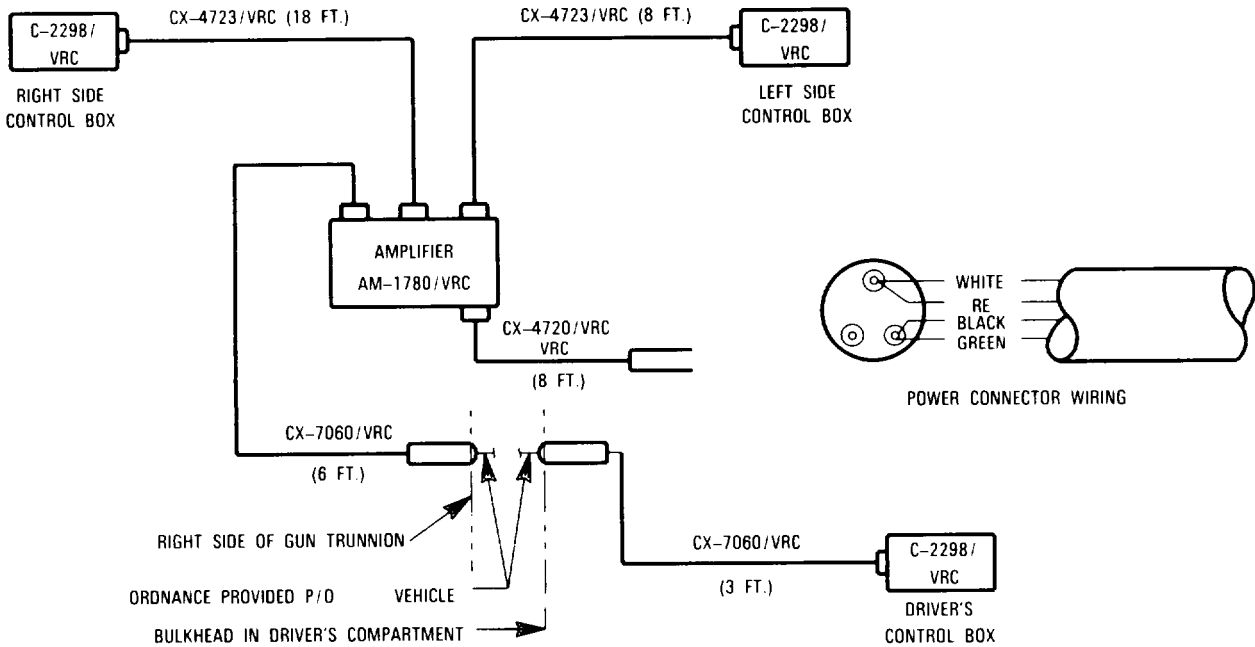 CX-4723/VRC (18 FT.)
CX-4723/VRC (8 FT.)
C-2298/
VRC
C-2298/
VRC
RIGHT SIDE
CONTROL BOX
LEFT SIDE
CONTROL BOX
AMPLIFIER
AM-1780/VRC
WHITE
RE
BLACK
GREEN
CX-4720/VRC
VRC
(8 FT.)
POWER CONNECTOR WIRING
CX-7060/VRC
(6 FT.)
RIGHT SIDE OF GUN TRUNNION
CX-7060/VRC
(3 FT.)
C-2298/
VRC
ORDNANCE PROVIDED P/O VEHICLE
BULKHEAD IN DRIVER'S COMPARTMENT
DRIVER'S
CONTROL BOX